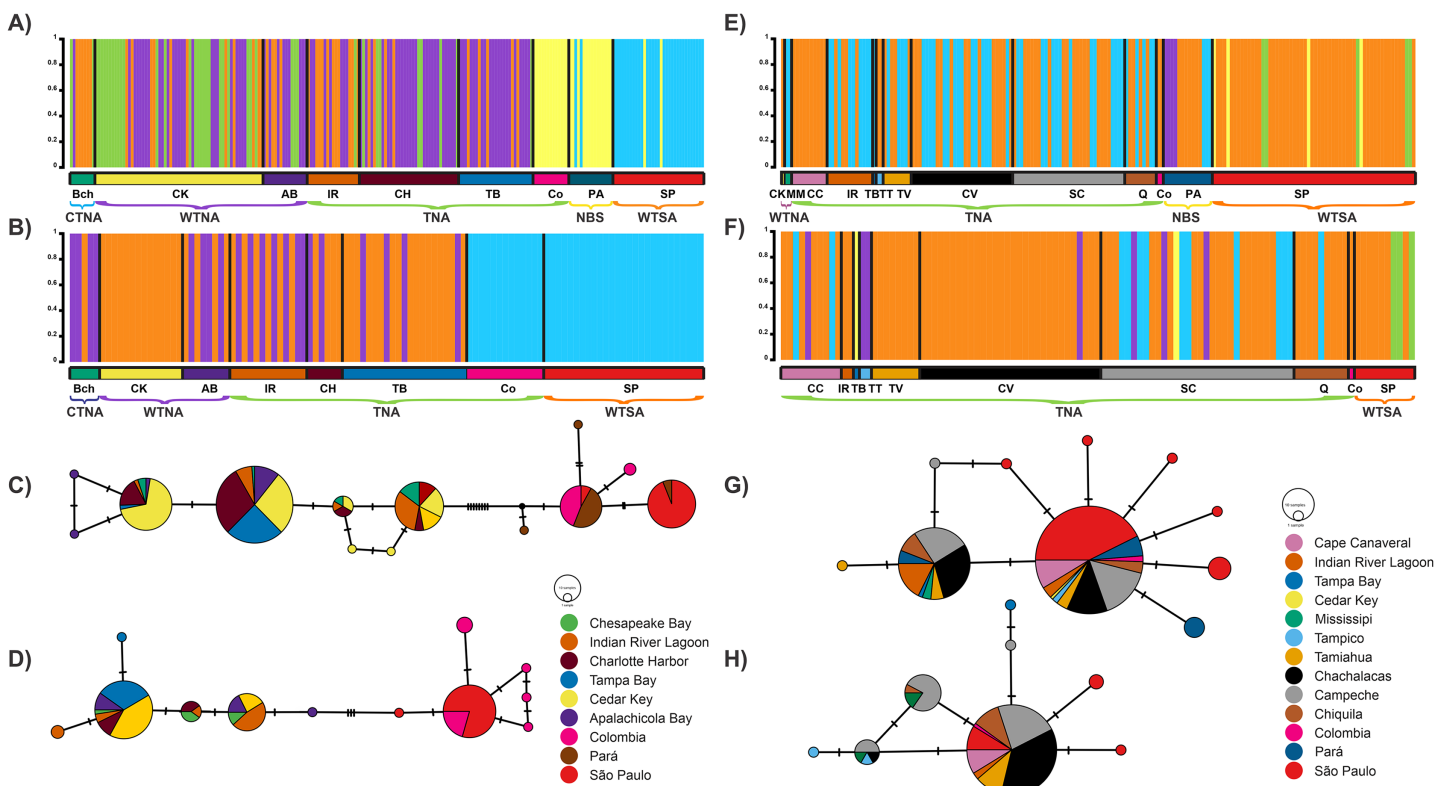 A)
1
0.8
0.6
0.4
0.2
0
Bch CK AB IR CH TB Co PA SP
CTNA WTNA TNA NBS WTSA
B)
1
0.8
0.6
0.4
0.2
0
Bch CK AB IR CH TB Co SP
CTNA WTNA TNA WTSA
C)
D)
Chesapeake Bay
Indian River Lagoon
Charlotte Harbor
Tampa Bay
Cedar Key
Apalachicola Bay
Colombia
Pará
São Paulo
E)
1
0.8
0.6
0.4
0.2
0
CK MM CC IR TB TT TV CV SC Q Co PA SP
WTNA TNA NBS WTSA
F)
1
0.8
0.6
0.4
0.2
0
CC IR TB TT TV CV SC Q Co SP
TNA WTSA
G)
10 samples
1 sample
H)
Cape Canaveral
Indian River Lagoon
Tampa Bay
Cedar Key
Mississipi
Tampico
Tamiahua
Chachalacas
Campeche
Chiquila
Colombia
Pará
São Paulo